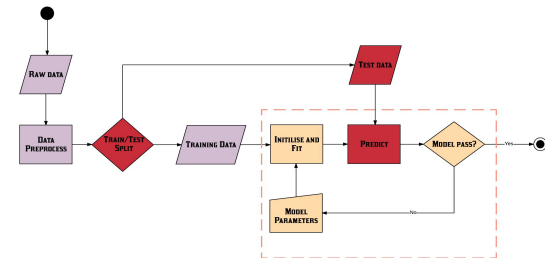 Raw data
Test data
Data
Preprocess
Train/Test
Split
Training Data
Initilise and
Fit
Predict
Model pass?
Yes
No
Model
Parameters